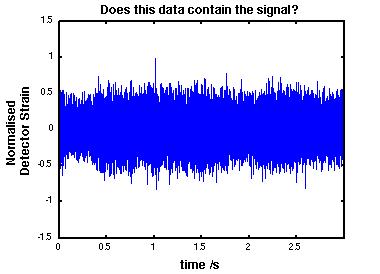 Does this data contain the signal?
1.5
1
0.5
0
-0.5
-1
-1.5
Normalised
Detector Strain
0 0.5 1 1.5 2 2.5
time /s